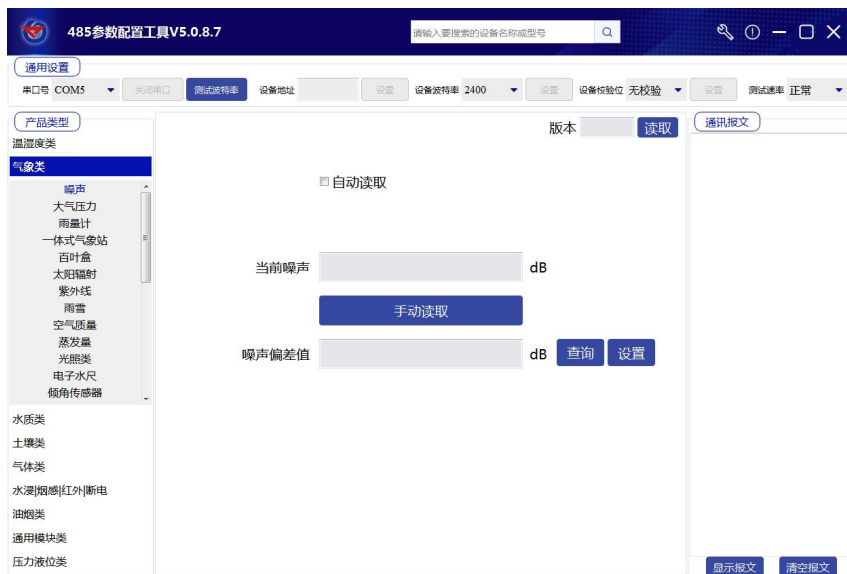 485参数配置工具V5.0.8.7
请输入要搜索的设备名称或型号
通用设置
串口号 COM5 关闭串口 测试波特率 设备地址 设置 设备波特率 2400 设置 设备校验位 无校验 设置 测试速率 正常
产品类型
温湿度类
气象类
噪声
大气压力
雨量计
一体式气象站
百叶盒
太阳辐射
紫外线
雨雪
空气质量
蒸发量
光照类
电子水尺
倾角传感器
水质类
土壤类
气体类
水浸|烟感|红外|断电
油烟类
通用模块类
压力液位类
版本 读取
自动读取
当前噪声 dB
手动读取
噪声偏差值 dB 查询 设置
通讯报文
显示报文 清空报文